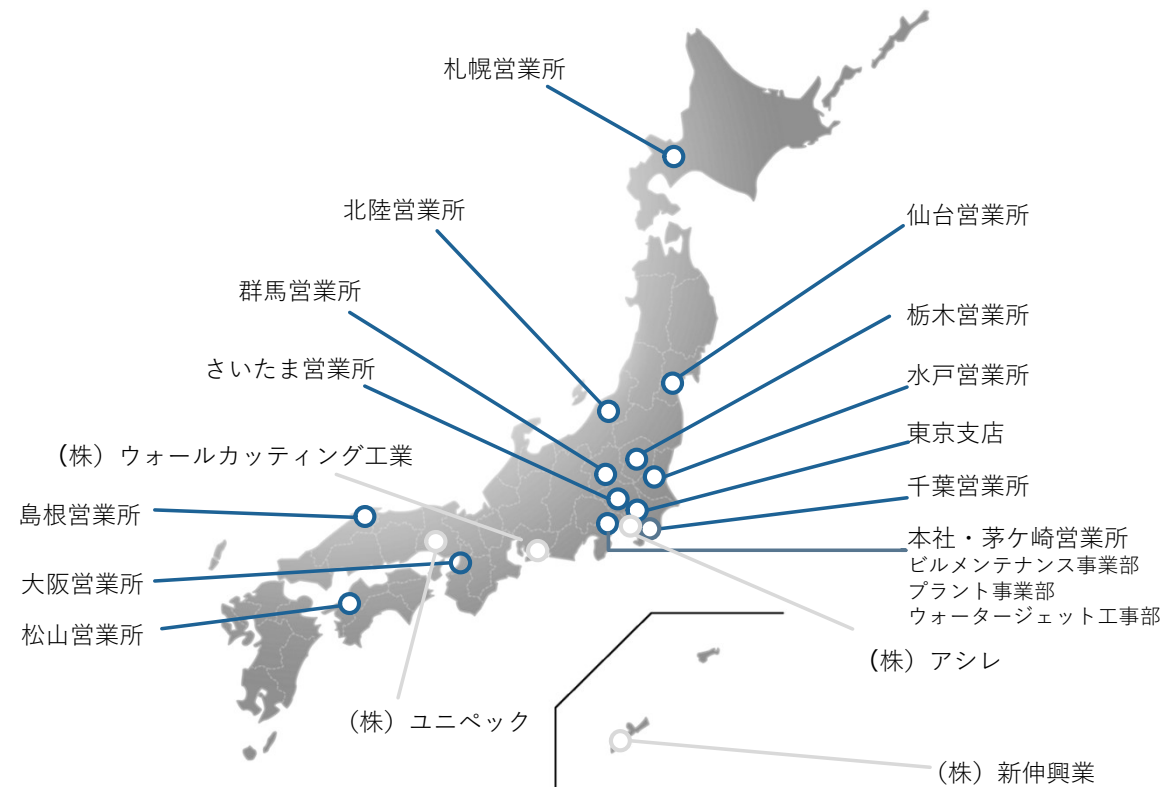 札幌営業所
北陸営業所
仙台営業所
群馬営業所
栃木営業所
さいたま営業所
水戸営業所
東京支店
（株）ウォールカッティング工業
千葉営業所
島根営業所
本社・茅ケ崎営業所
ビルメンテナンス事業部
プラント事業部
ウォータージェット工事部
大阪営業所
松山営業所
（株）アシレ
（株）ユニペック
（株）新伸興業